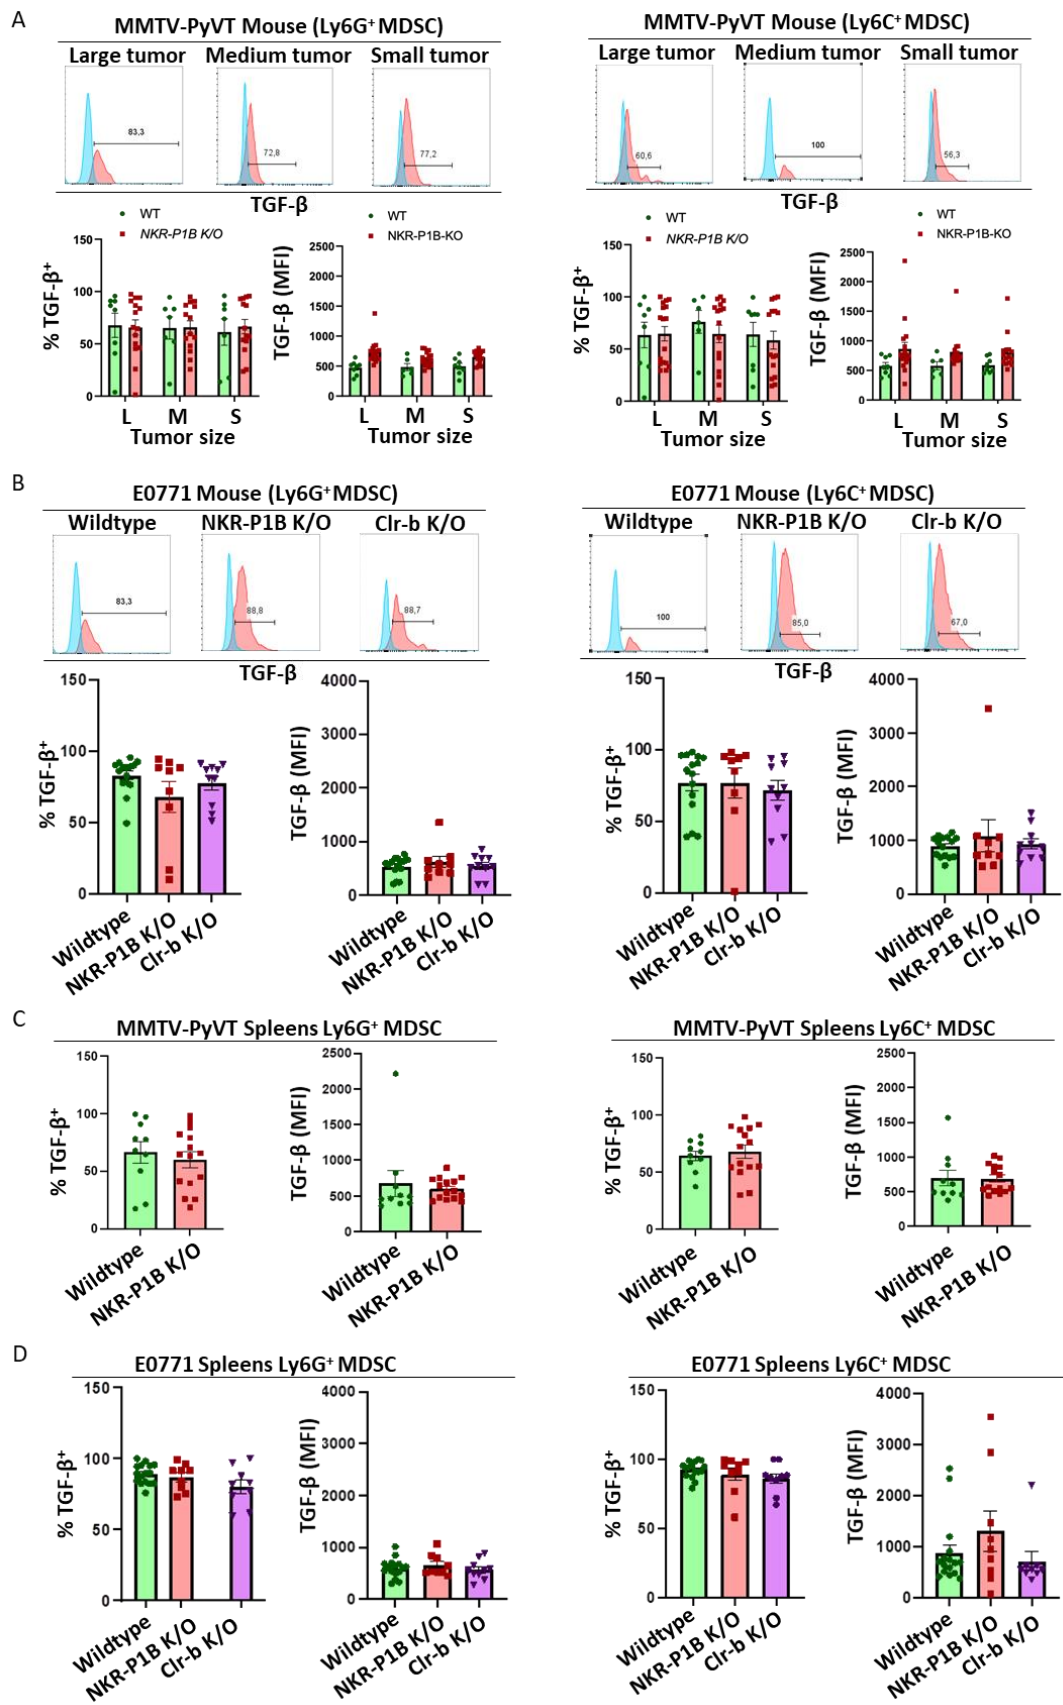 A
MMTV-PyVT Mouse (Ly6G⁺ MDSC)
Large tumor Medium tumor Small tumor
83,3
72,8
77,2
TGF-β
WT
NKR-P1B K/O
WT
NKR-P1B-KO
% TGF-β⁺
150
100
50
0
L M S
Tumor size
TGF-β (MFI)
2500
2000
1500
1000
500
0
L M S
Tumor size
MMTV-PyVT Mouse (Ly6C⁺ MDSC)
Large tumor Medium tumor Small tumor
60,6
100
56,3
TGF-β
WT
NKR-P1B K/O
WT
NKR-P1B-KO
% TGF-β⁺
150
100
50
0
L M S
Tumor size
TGF-β (MFI)
2500
2000
1500
1000
500
0
L M S
Tumor size
B
E0771 Mouse (Ly6G⁺ MDSC)
Wildtype NKR-P1B K/O Clr-b K/O
83,3
88,8
88,7
TGF-β
% TGF-β⁺
150
100
50
0
Wildtype
NKR-P1B K/O
Clr-b K/O
TGF-β (MFI)
4000
3000
2000
1000
0
Wildtype
NKR-P1B K/O
Clr-b K/O
E0771 Mouse (Ly6C⁺ MDSC)
Wildtype NKR-P1B K/O Clr-b K/O
100
85,0
67,0
TGF-β
% TGF-β⁺
150
100
50
0
Wildtype
NKR-P1B K/O
Clr-b K/O
TGF-β (MFI)
4000
3000
2000
1000
0
Wildtype
NKR-P1B K/O
Clr-b K/O
C
MMTV-PyVT Spleens Ly6G⁺ MDSC
% TGF-β⁺
150
100
50
0
Wildtype
NKR-P1B K/O
TGF-β (MFI)
2500
2000
1500
1000
500
0
Wildtype
NKR-P1B K/O
MMTV-PyVT Spleens Ly6C⁺ MDSC
% TGF-β⁺
150
100
50
0
Wildtype
NKR-P1B K/O
TGF-β (MFI)
2500
2000
1500
1000
500
0
Wildtype
NKR-P1B K/O
D
E0771 Spleens Ly6G⁺ MDSC
% TGF-β⁺
150
100
50
0
Wildtype
NKR-P1B K/O
Clr-b K/O
TGF-β (MFI)
4000
3000
2000
1000
0
Wildtype
NKR-P1B K/O
Clr-b K/O
E0771 Spleens Ly6C⁺ MDSC
% TGF-β⁺
150
100
50
0
Wildtype
NKR-P1B K/O
Clr-b K/O
TGF-β (MFI)
4000
3000
2000
1000
0
Wildtype
NKR-P1B K/O
Clr-b K/O